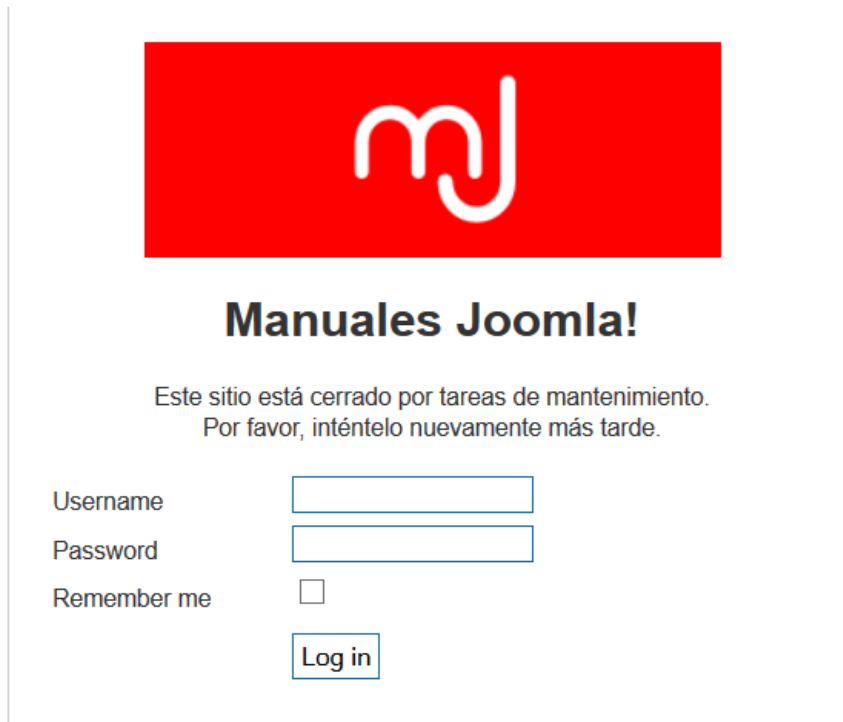 mJ
Manuales Joomla!
Este sitio está cerrado por tareas de mantenimiento.
Por favor, inténtelo nuevamente más tarde.
Username
Password
Remember me
Log in